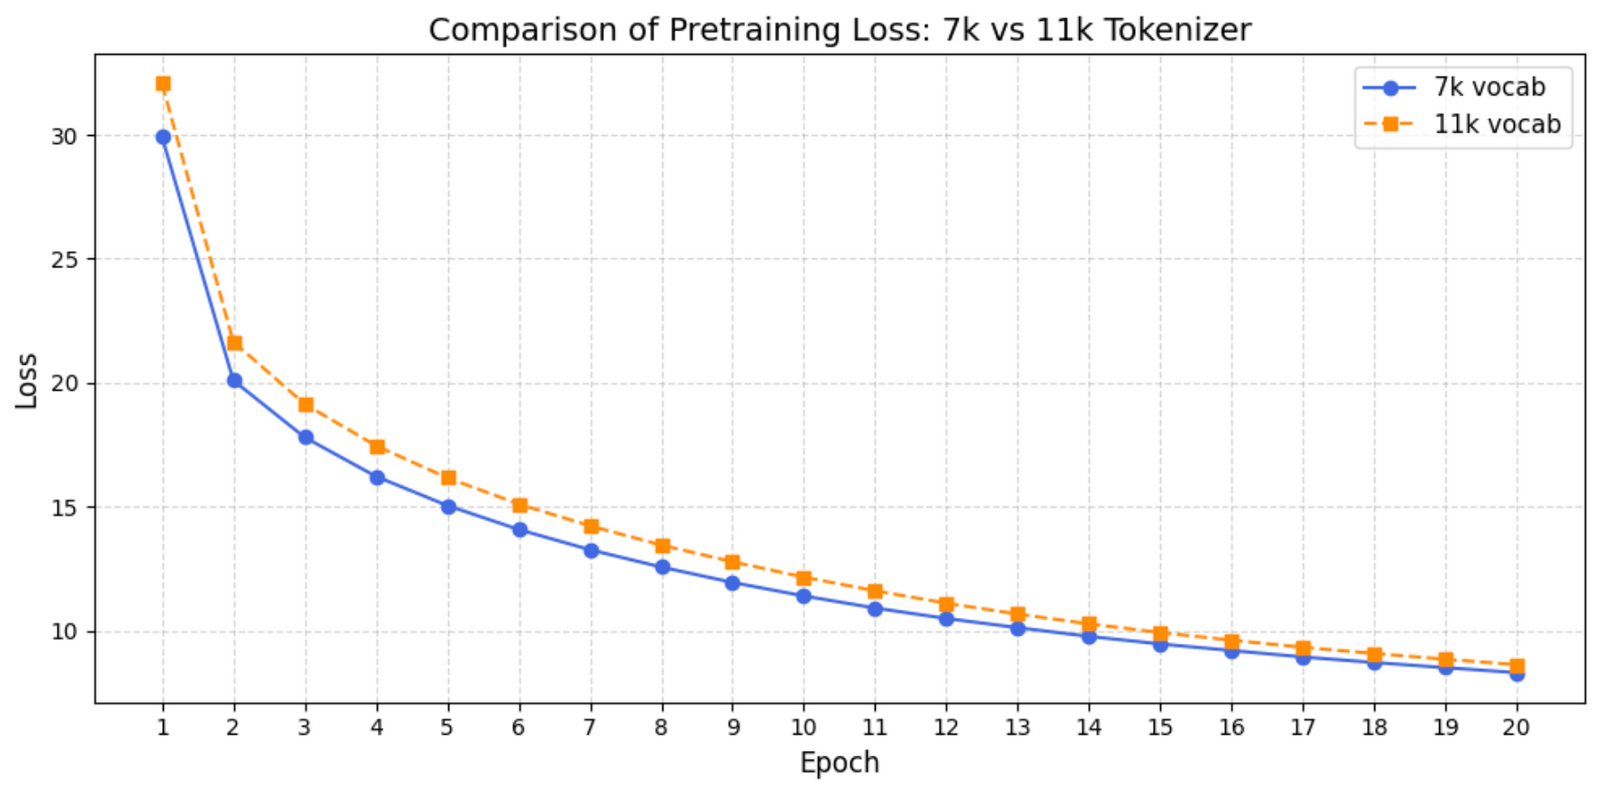 Comparison of Pretraining Loss: 7k vs 11k Tokenizer
7k vocab
11k vocab
30
25
20
15
10
Loss
1 2 3 4 5 6 7 8 9 10 11 12 13 14 15 16 17 18 19 20
Epoch